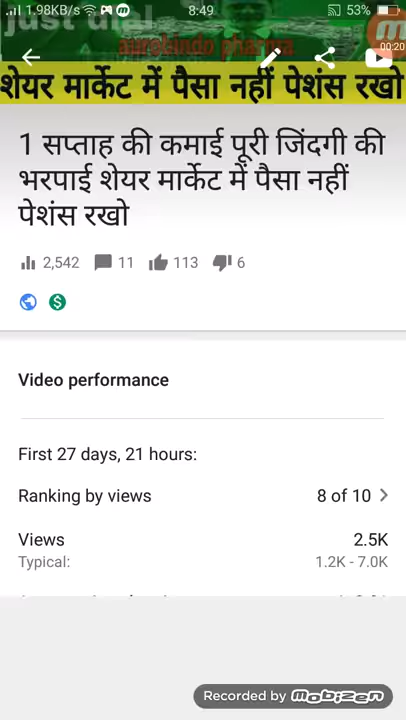 1.98KB/s 8:49 53%
just dial
aurobindo pharma
00:20
शेयर मार्केट में पैसा नहीं पेशंस रखो
1 सप्ताह की कमाई पूरी जिंदगी की
भरपाई शेयर मार्केट में पैसा नहीं
पेशंस रखो
2,542 11 113 6
Video performance
First 27 days, 21 hours:
Ranking by views 8 of 10
Views 2.5K
Typical: 1.2K - 7.0K
Recorded by mobizen